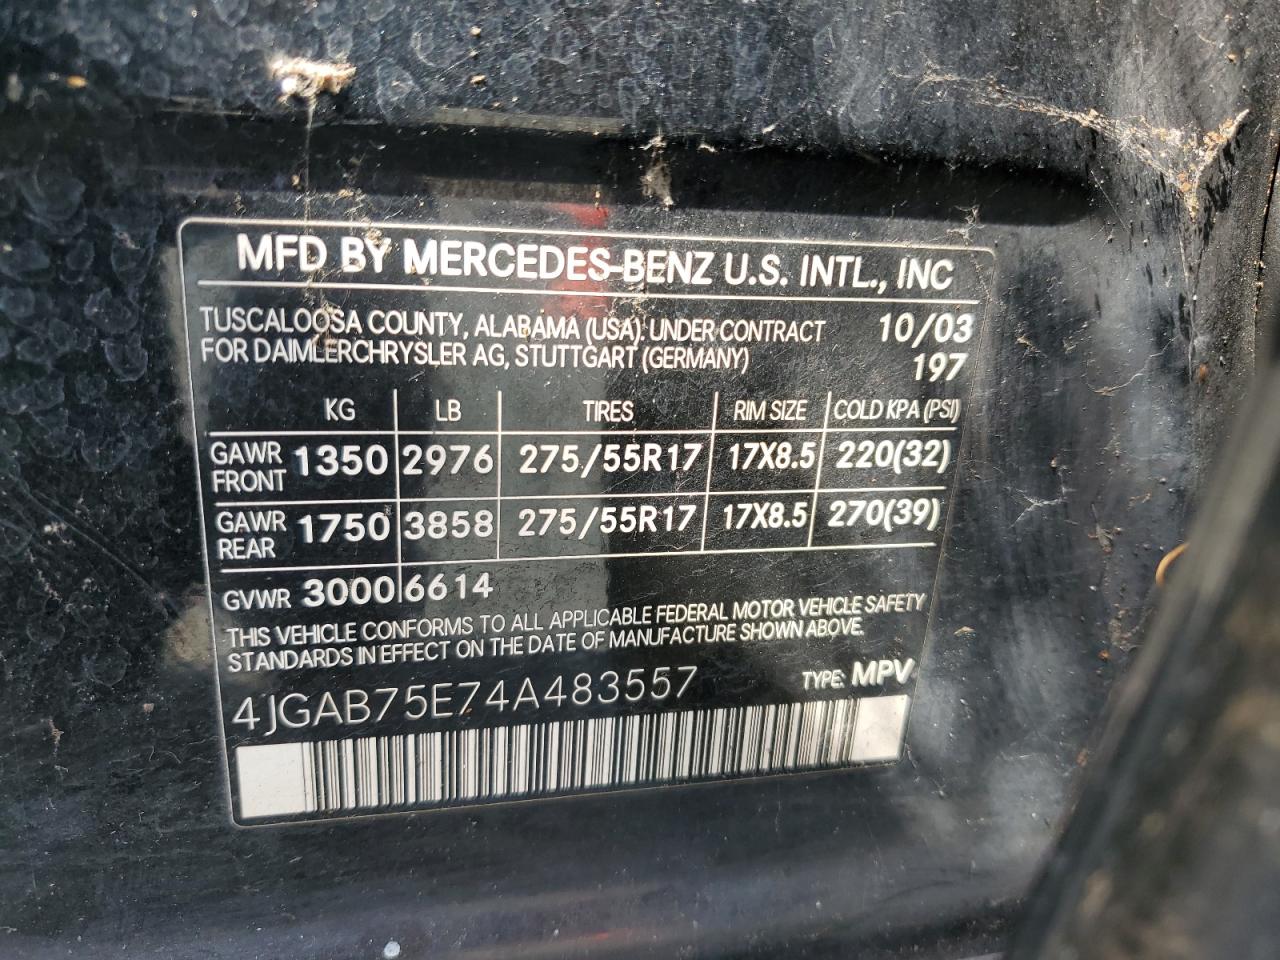 MFD BY MERCEDES-BENZ U.S. INTL., INC
TUSCALOOSA COUNTY, ALABAMA (USA). UNDER CONTRACT 10/03
FOR DAIMLERCHRYSLER AG, STUTTGART (GERMANY) 197
KG LB TIRES RIM SIZE COLD KPA (PSI)
GAWR FRONT 1350 2976 275/55R17 17X8.5 220(32)
GAWR REAR 1750 3858 275/55R17 17X8.5 270(39)
GVWR 3000 6614
THIS VEHICLE CONFORMS TO ALL APPLICABLE FEDERAL MOTOR VEHICLE SAFETY
STANDARDS IN EFFECT ON THE DATE OF MANUFACTURE SHOWN ABOVE.
4JGAB75E74A483557 TYPE: MPV